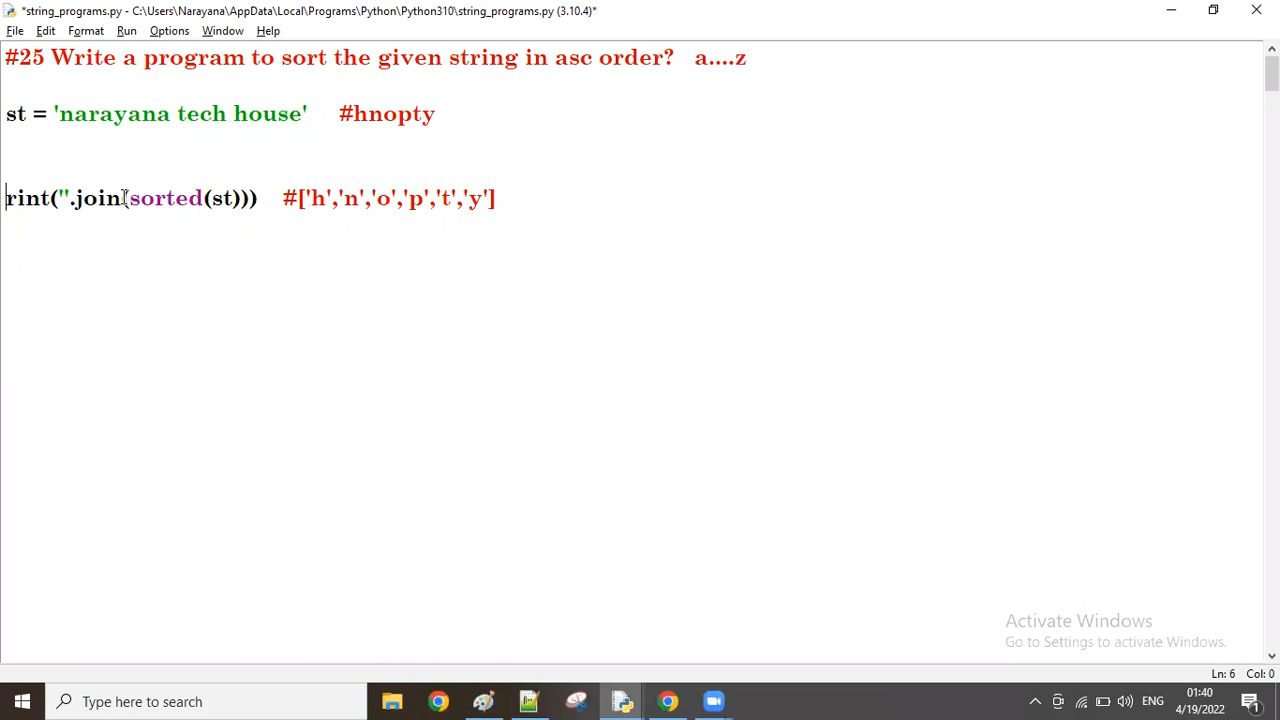 *string_programs.py - C:\Users\Narayana\AppData\Local\Programs\Python\Python310\string_programs.py (3.10.4)*
File Edit Format Run Options Window Help
#25 Write a program to sort the given string in asc order? a....z
st = 'narayana tech house' #hnopty
rint(''.join(sorted(st))) #['h','n','o','p','t','y']
Activate Windows
Go to Settings to activate Windows.
Ln: 6 Col: 0
Type here to search
ENG
01:40
4/19/2022
1